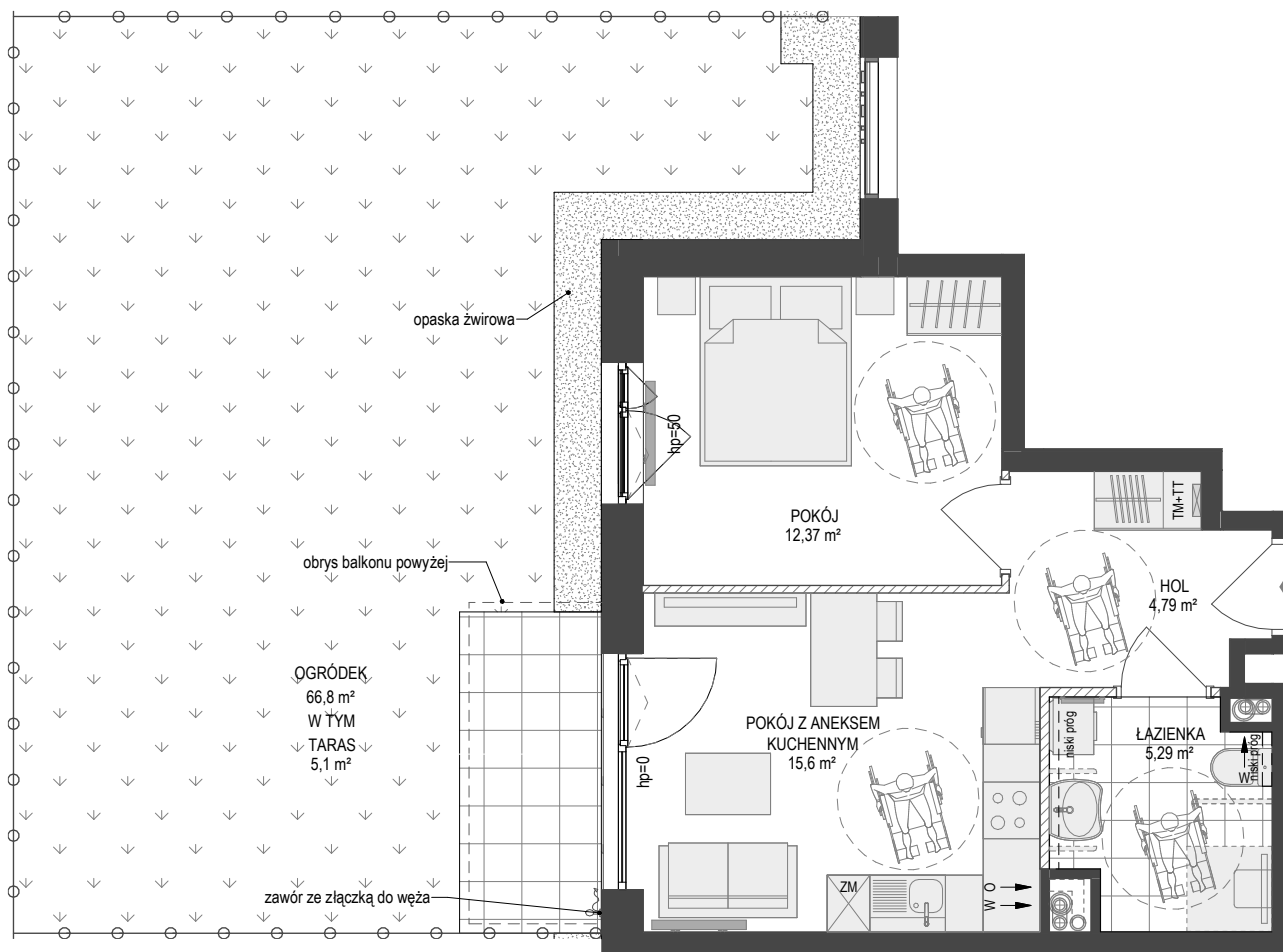 opaska żwirowa
hp=50
POKÓJ
12,37 m²
TM+TT
obrys balkonu powyżej
HOL
4,79 m²
OGRÓDEK
66,8 m²
W TYM
TARAS
5,1 m²
POKÓJ Z ANEKSEM
KUCHENNYM
15,6 m²
hp=0
niski próg
ŁAZIENKA
5,29 m²
W
niski próg
zawór ze złączką do węża
ZM
W O